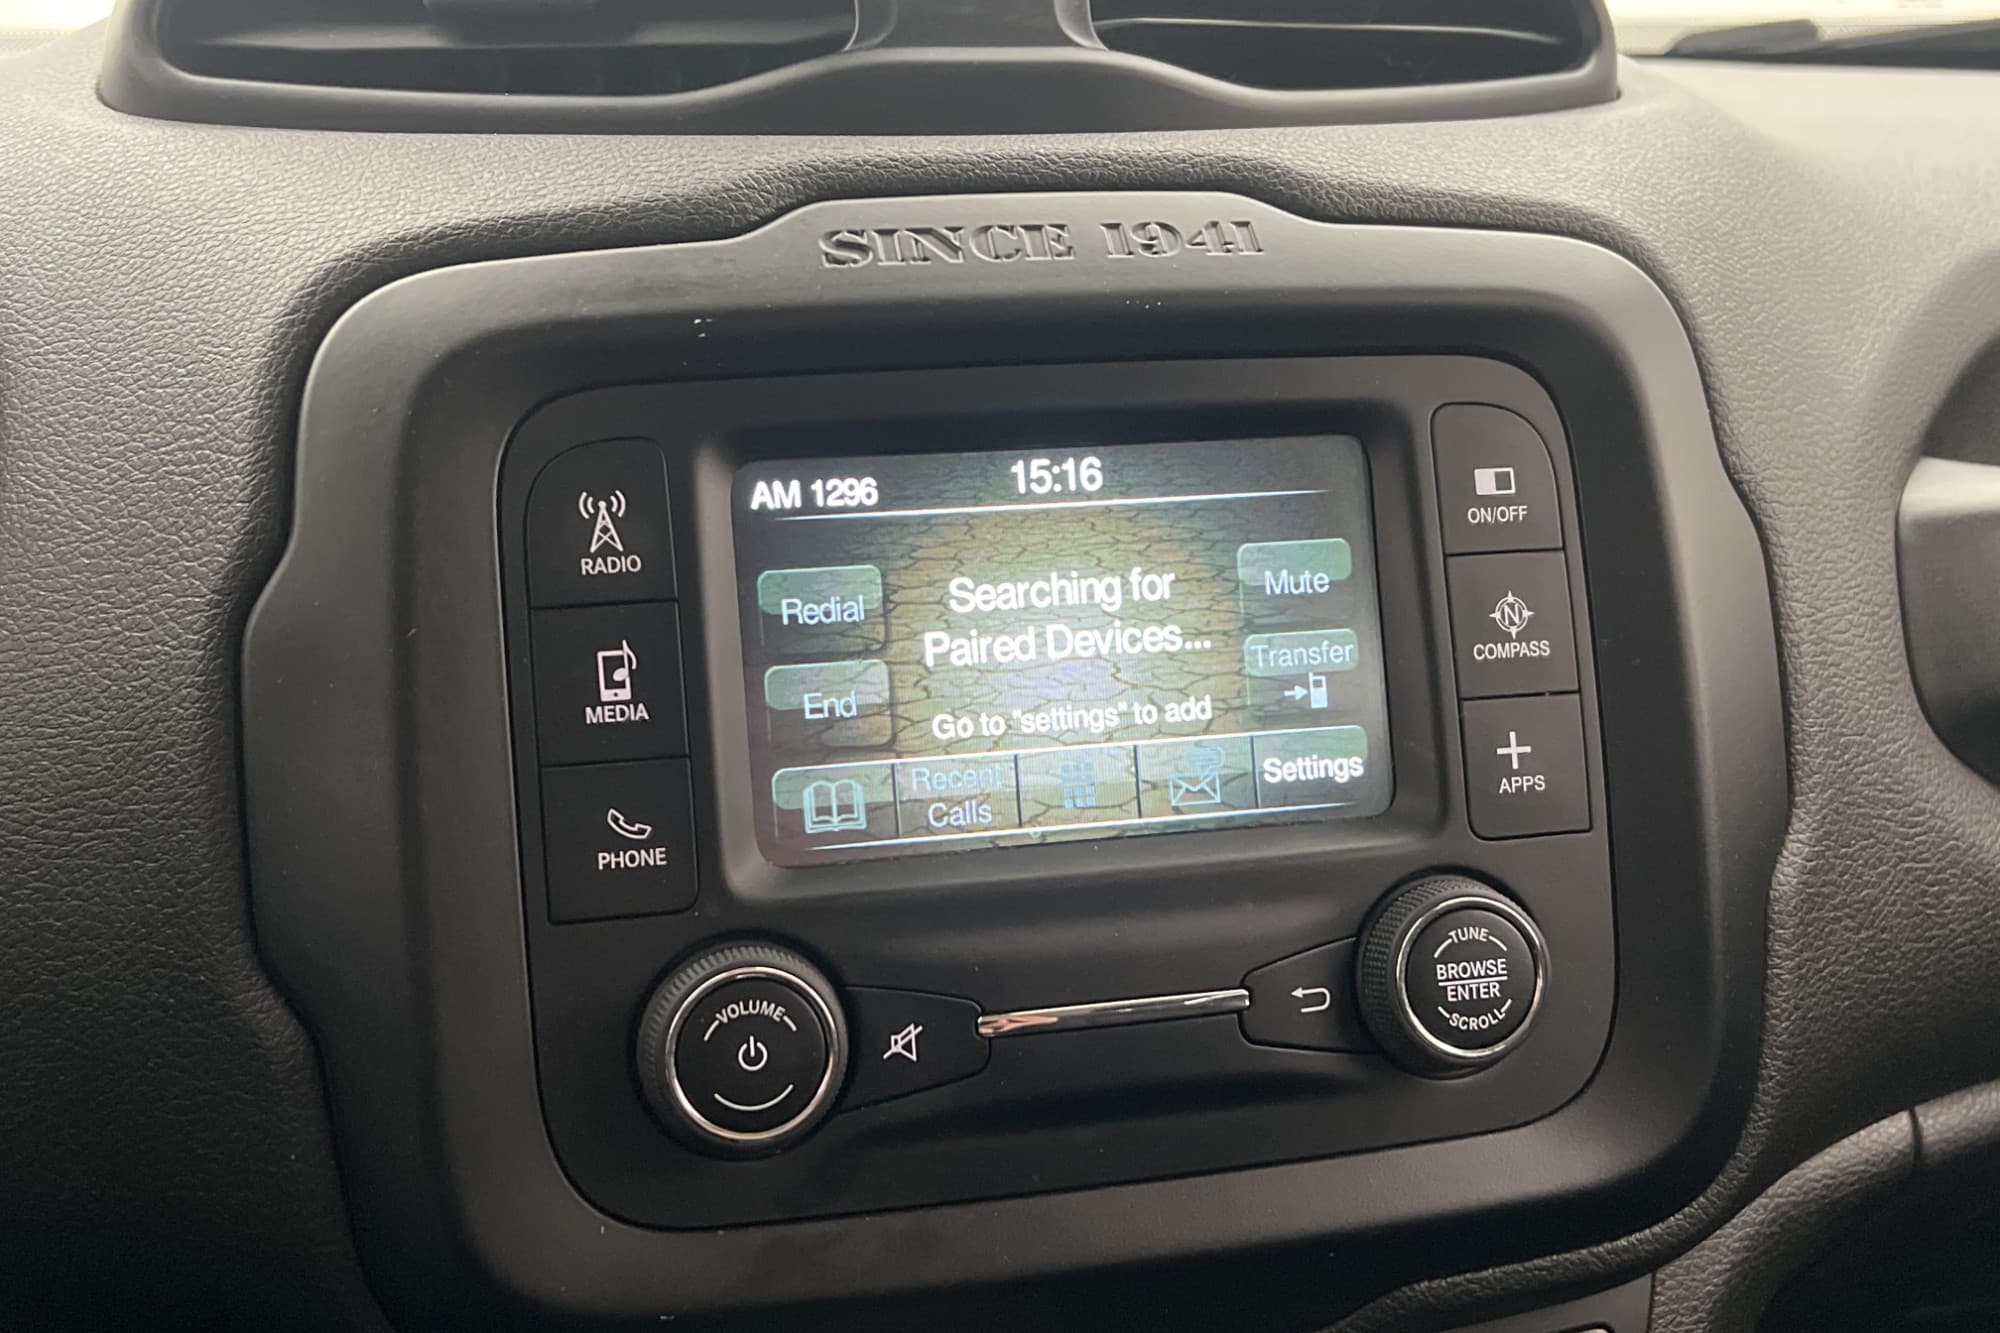 SINCE 1941
AM 1296
15:16
Searching for
Paired Devices...
Go to "settings" to add
Redial
End
Mute
Transfer
Recent
Calls
Settings
RADIO
MEDIA
PHONE
ON/OFF
N
COMPASS
APPS
VOLUME
TUNE
BROWSE
ENTER
SCROLL